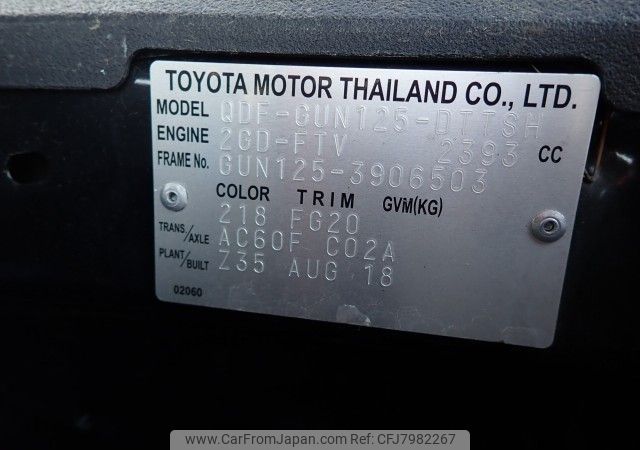 TOYOTA MOTOR THAILAND CO., LTD.
MODEL QDF-GUN125-DTTSH
ENGINE 2GD-FTV 2393 CC
FRAME No. GUN125-3906503
COLOR TRIM GVM(KG)
218 FG20
TRANS/AXLE AC60F C02A
PLANT/BUILT Z35 AUG 18
02060
www.CarFromJapan.com | CFJ7982267